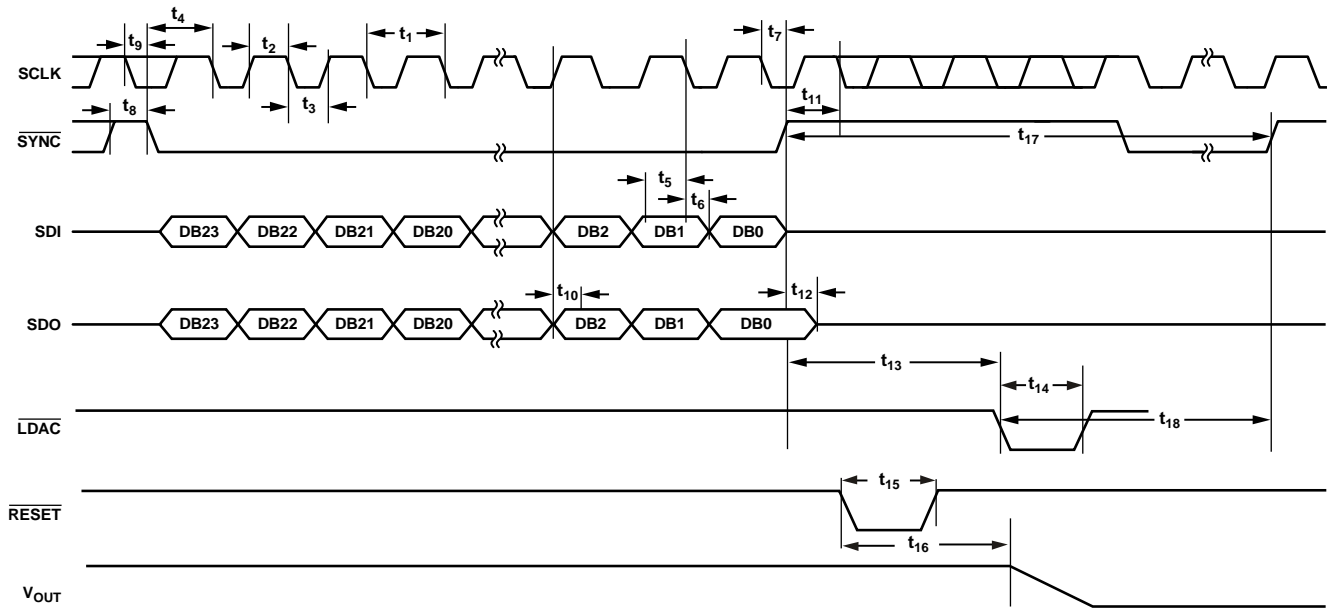 t4
t9
t2
t1
t7
SCLK
t8
t3
t11
SYNC
t17
t5
t6
SDI
DB23
DB22
DB21
DB20
DB2
DB1
DB0
t10
t12
SDO
DB23
DB22
DB21
DB20
DB2
DB1
DB0
t13
t14
LDAC
t18
t15
RESET
t16
VOUT